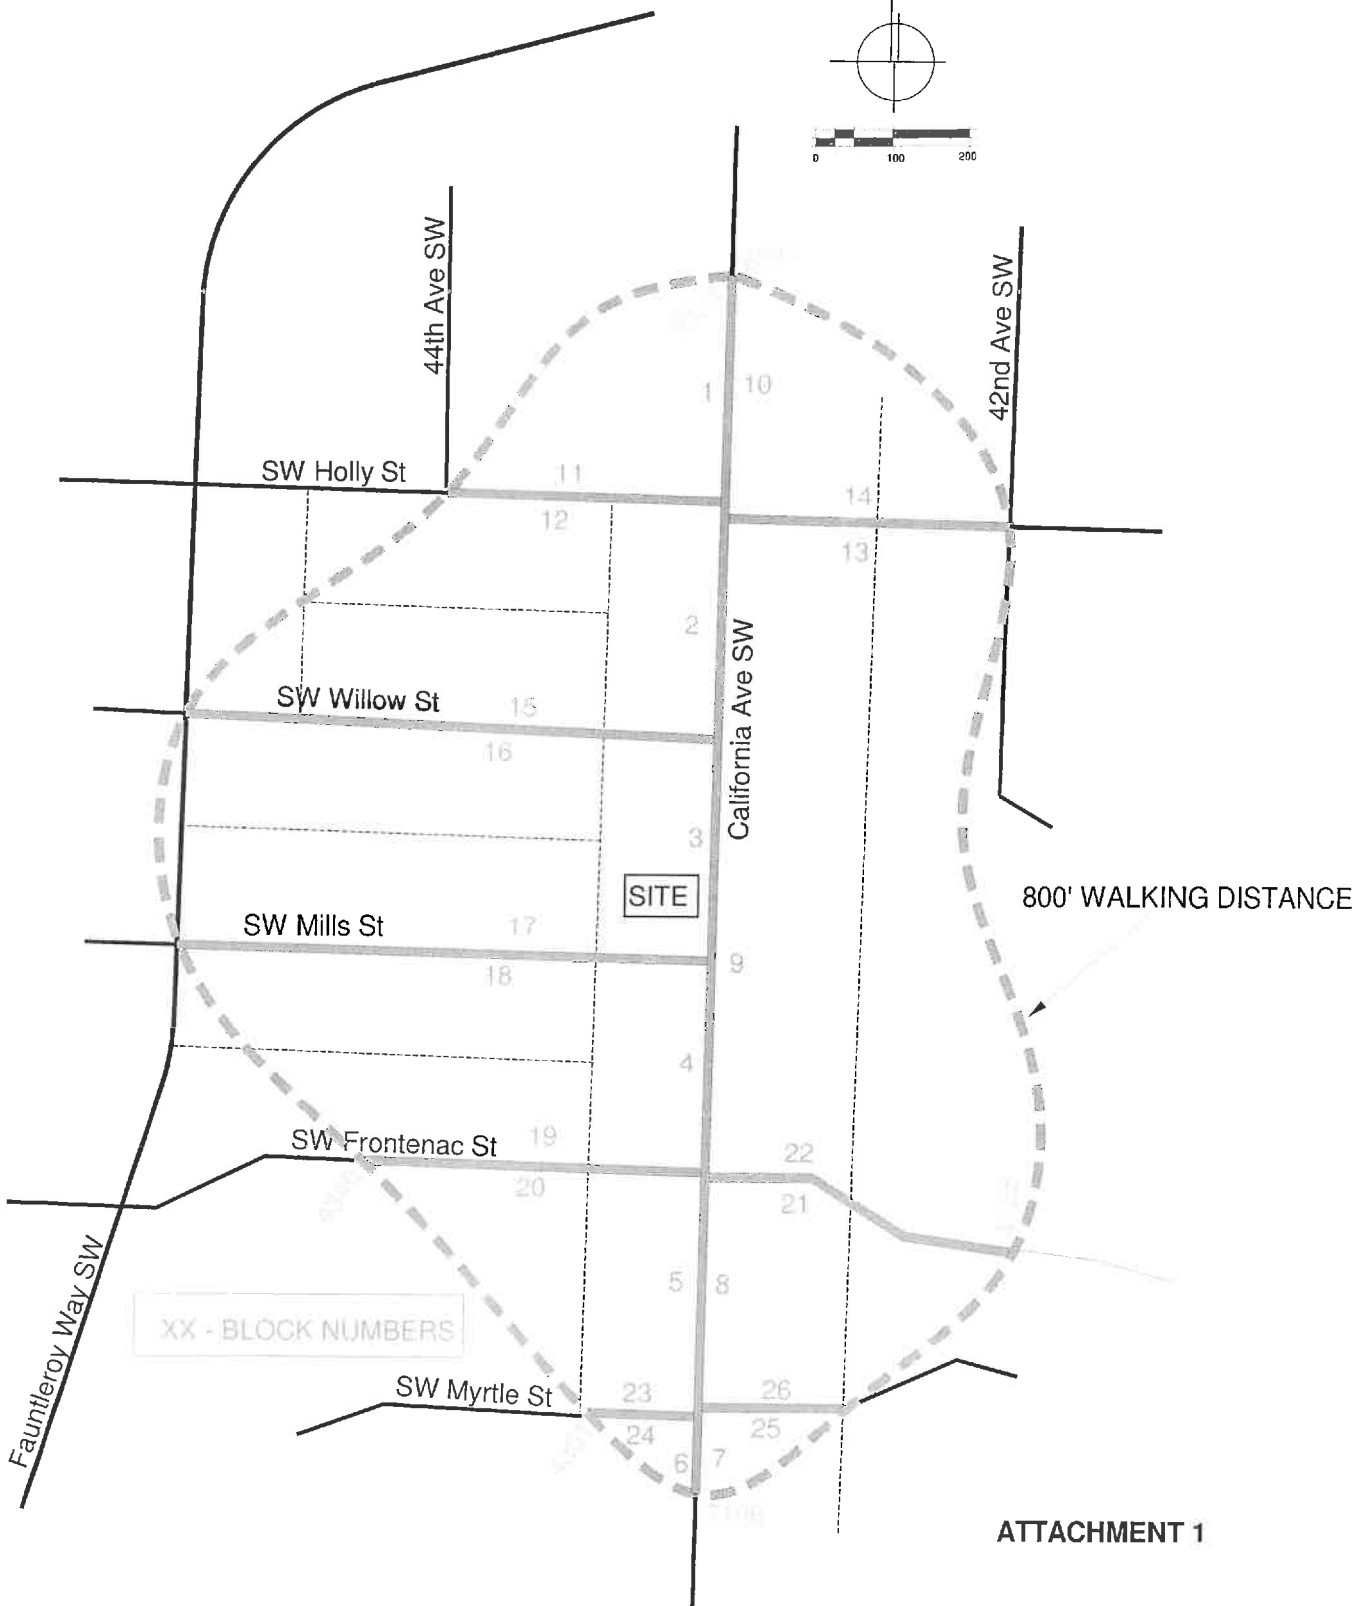 0 100 200
44th Ave SW
42nd Ave SW
1 10
SW Holly St
11
12
14
13
2
California Ave SW
SW Willow St
15
16
3
SITE
800' WALKING DISTANCE
SW Mills St
17
18
9
4
SW Frontenac St
19
20
22
21
5 8
Fauntleroy Way SW
XX - BLOCK NUMBERS
SW Myrtle St
23
24
26
25
6 7
ATTACHMENT 1